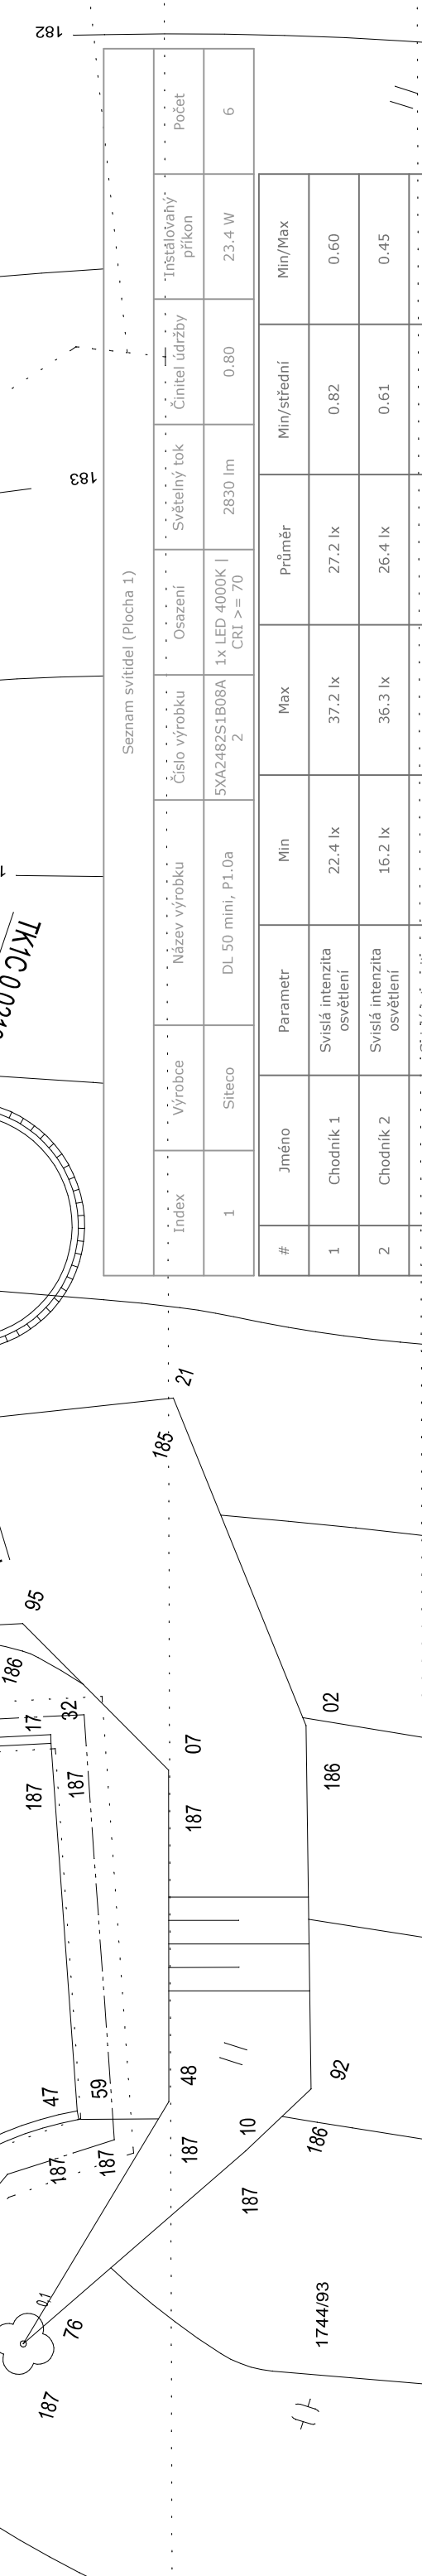 182
183
Seznam svítidel (Plocha 1)
Index Výrobce Název výrobku Číslo výrobku Osazení Světelný tok Činitel údržby Instalovaný příkon Počet
1 Siteco DL 50 mini, P1.0a 5XA2482S1B08A 2 1x LED 4000K | CRI >= 70 2830 lm 0.80 23.4 W 6
# Jméno Parametr Min Max Průměr Min/střední Min/Max
1 Chodník 1 Svislá intenzita osvětlení 22.4 lx 37.2 lx 27.2 lx 0.82 0.60
2 Chodník 2 Svislá intenzita osvětlení 16.2 lx 36.3 lx 26.4 lx 0.61 0.45
185 21
186 95
187 17
187 32
187 07
186 02
187 47
187 59
187 48
187 10
186 92
0.1
187 76
1744/93